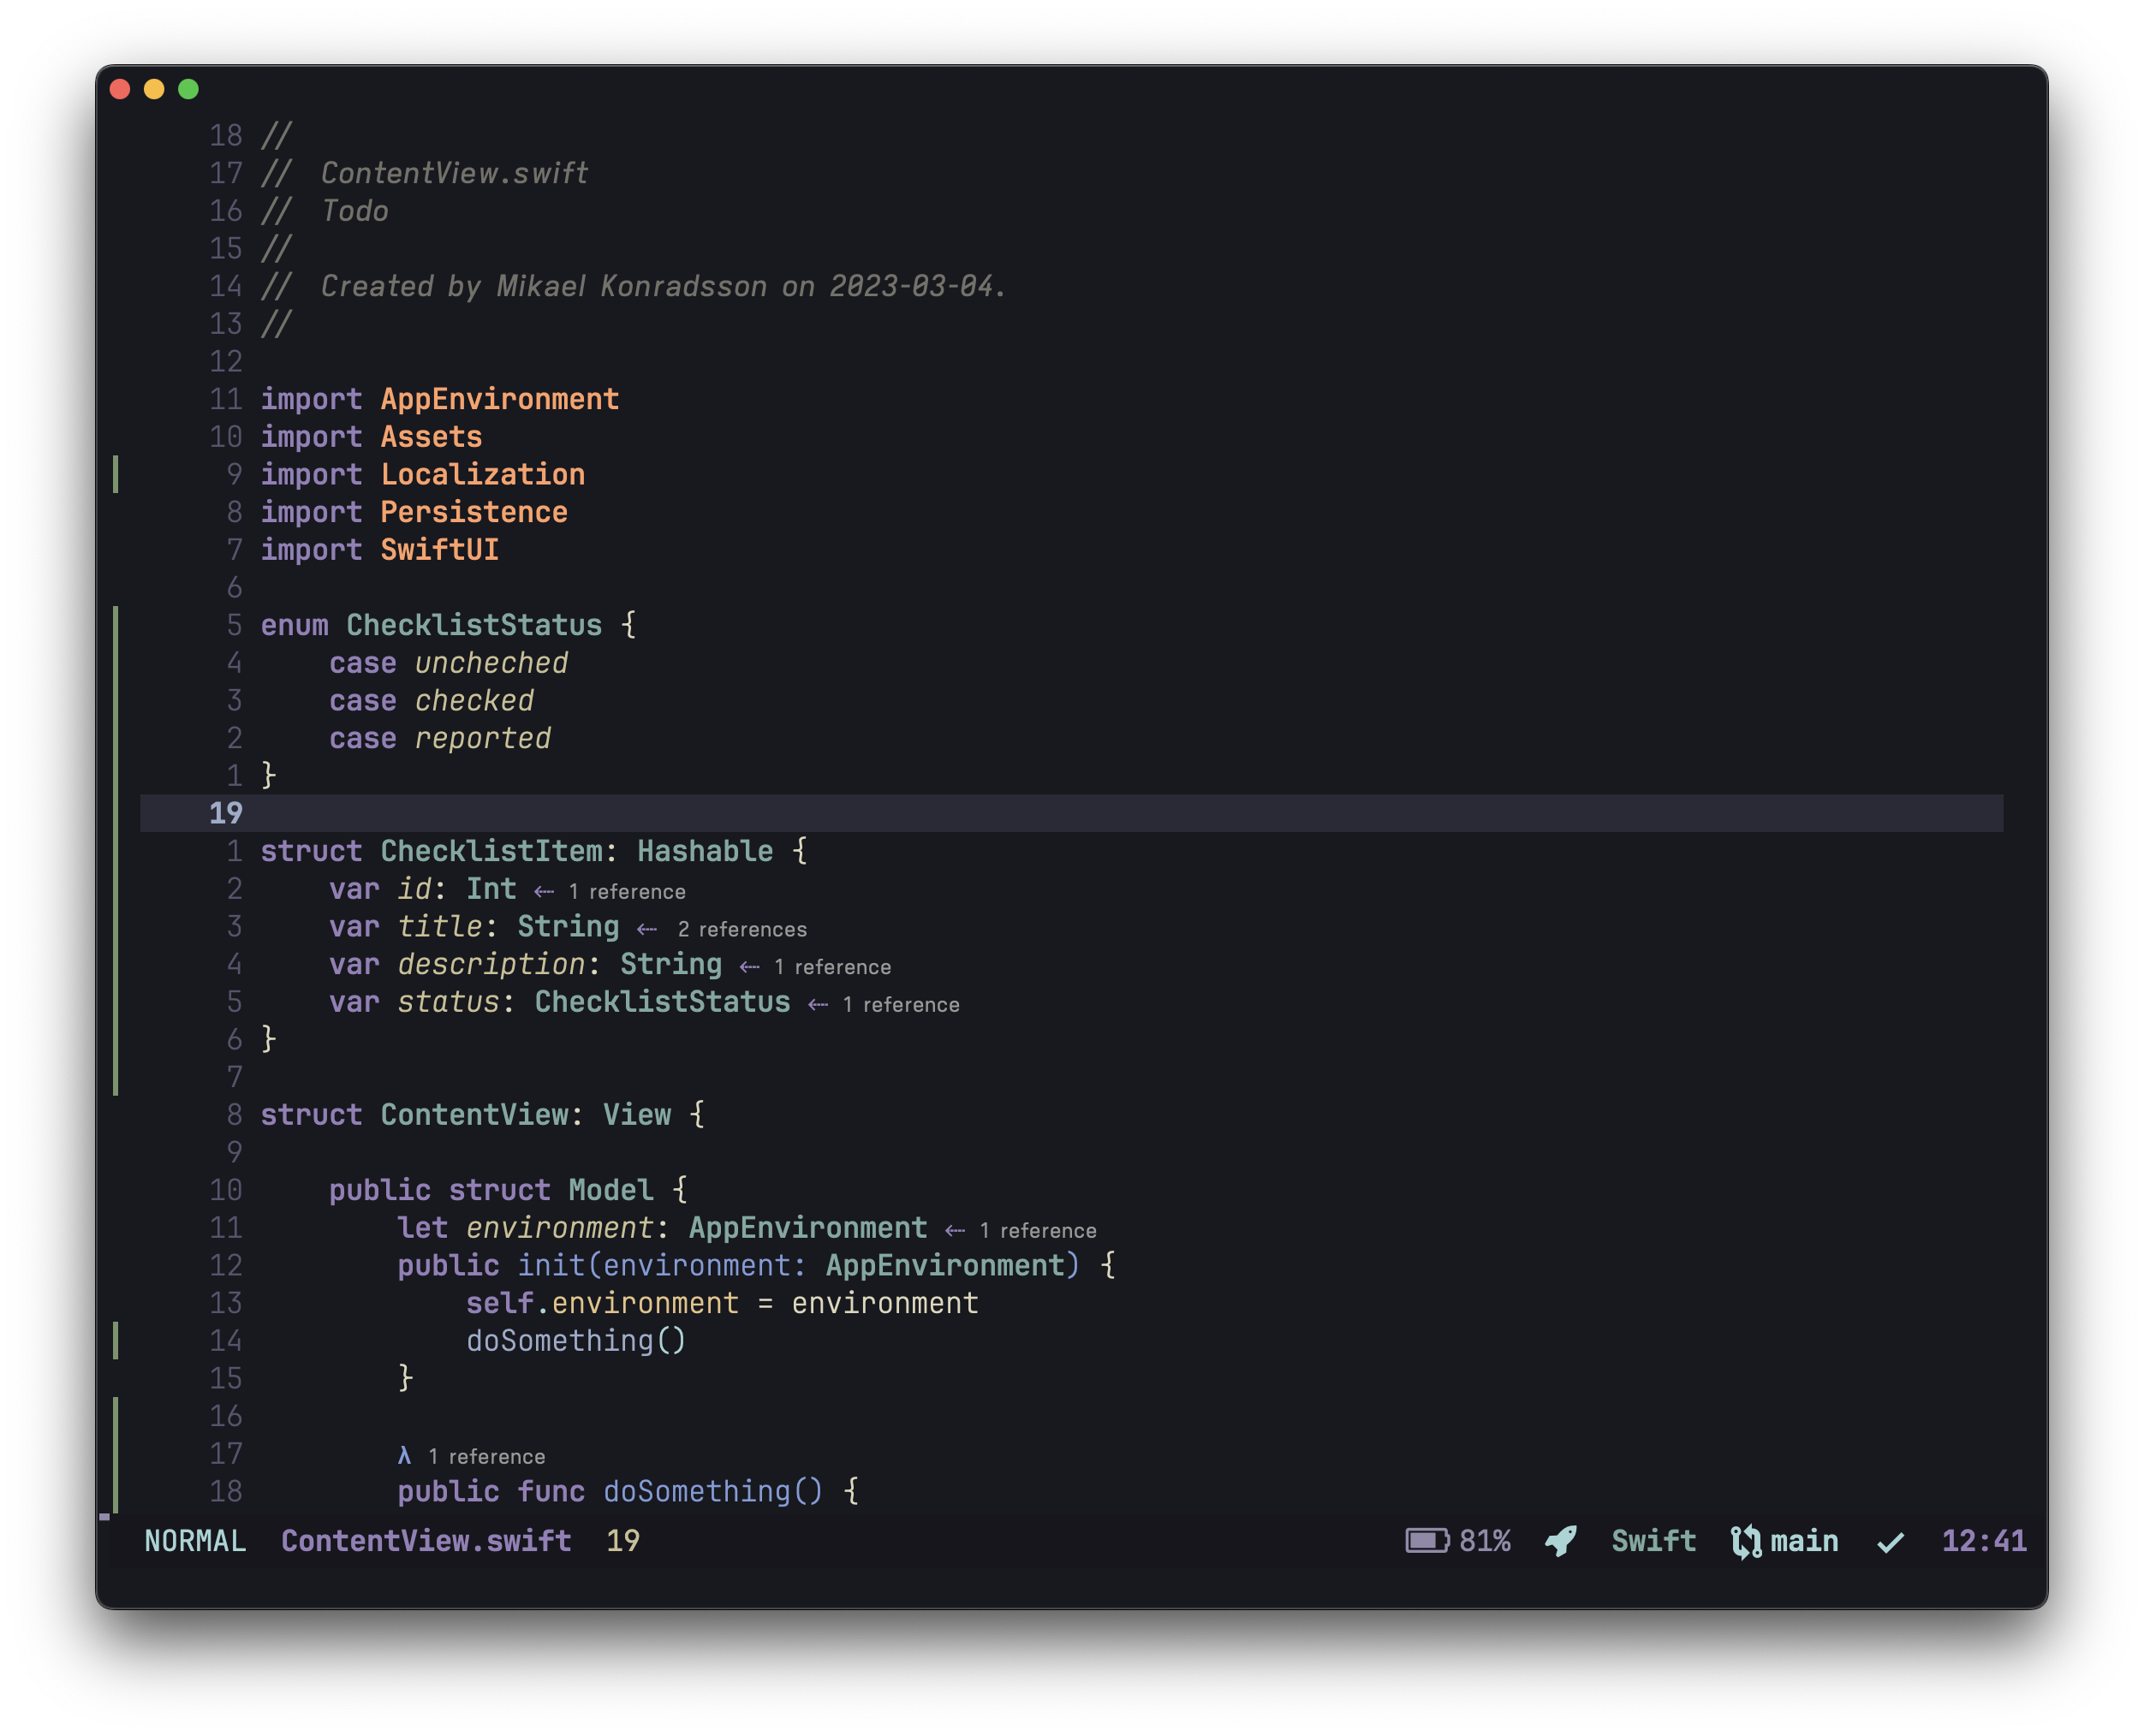 18 //
17 //  ContentView.swift
16 //  Todo
15 //
14 //  Created by Mikael Konradsson on 2023-03-04.
13 //
12
11 import AppEnvironment
10 import Assets
9 import Localization
8 import Persistence
7 import SwiftUI
6
5 enum ChecklistStatus {
4     case uncheched
3     case checked
2     case reported
1 }
19
1 struct ChecklistItem: Hashable {
2     var id: Int ⇠ 1 reference
3     var title: String ⇠ 2 references
4     var description: String ⇠ 1 reference
5     var status: ChecklistStatus ⇠ 1 reference
6 }
7
8 struct ContentView: View {
9
10     public struct Model {
11         let environment: AppEnvironment ⇠ 1 reference
12         public init(environment: AppEnvironment) {
13             self.environment = environment
14             doSomething()
15         }
16
17         λ 1 reference
18         public func doSomething() {
NORMAL  ContentView.swift  19  81%  Swift  main  ✓  12:41